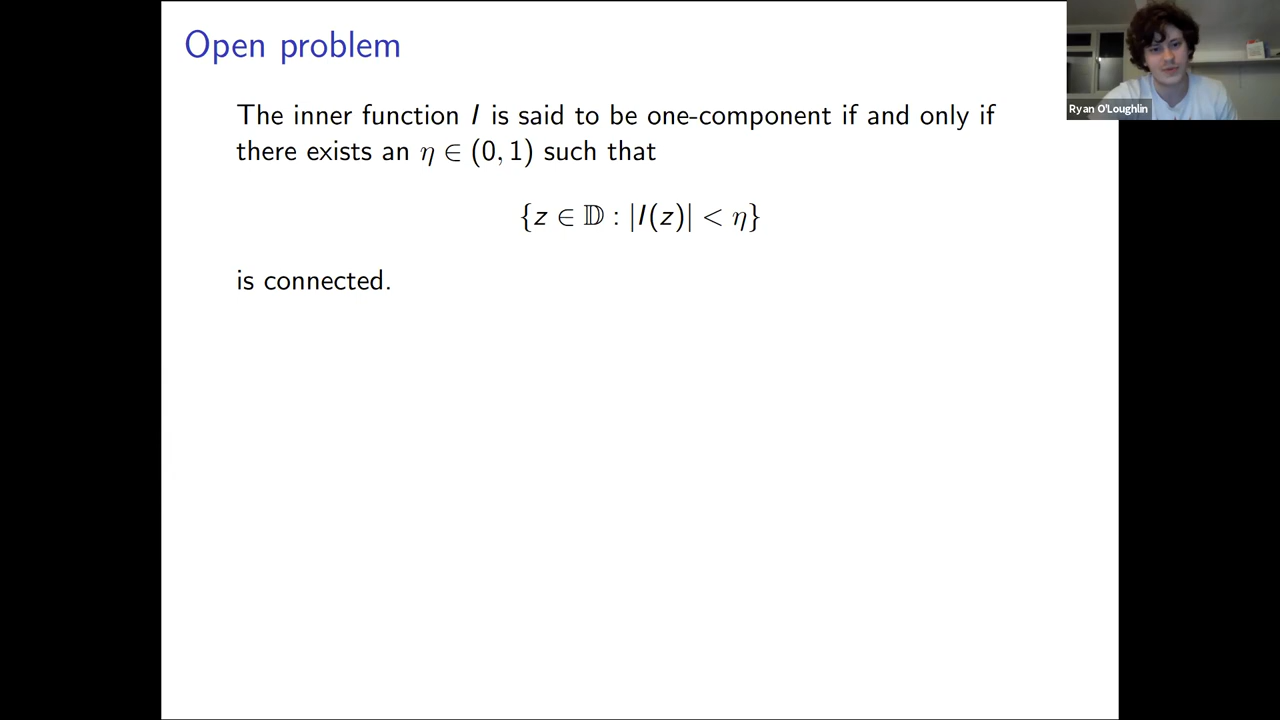 Open problem
Ryan O'Loughlin
The inner function I is said to be one-component if and only if
there exists an η ∈ (0, 1) such that
{z ∈ 𝔻 : |I(z)| < η}
is connected.